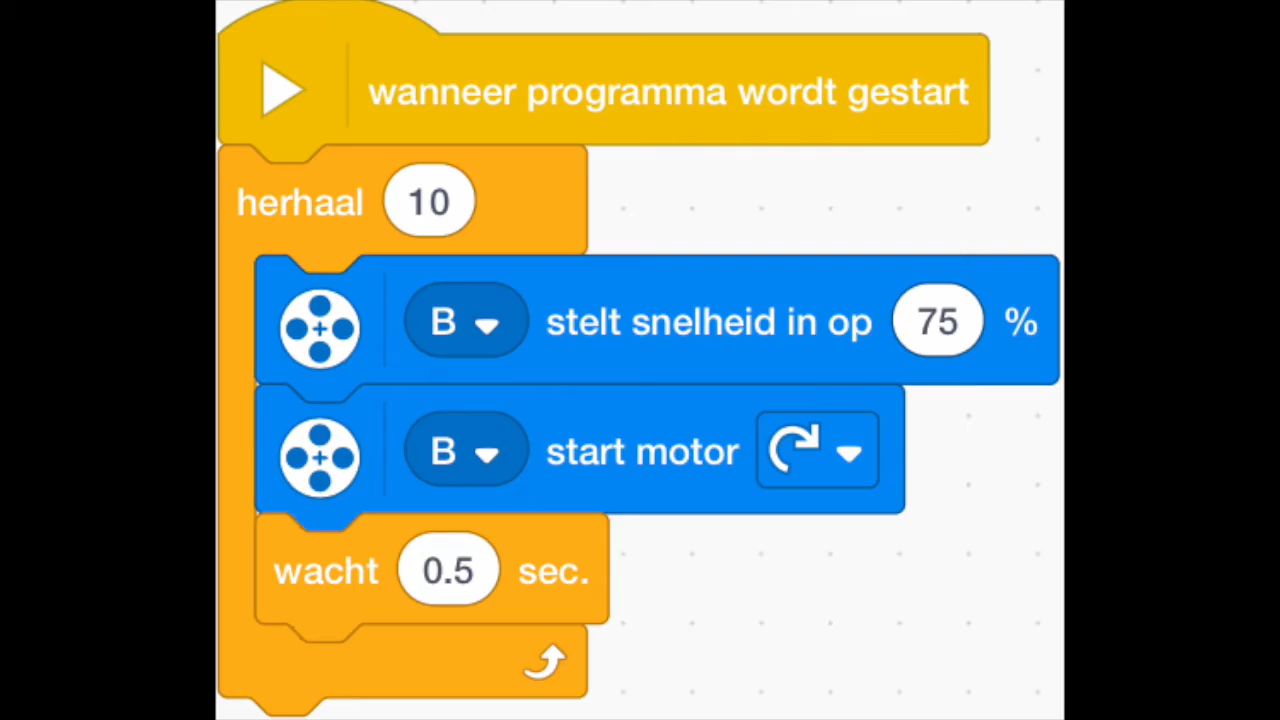 wanneer programma wordt gestart
herhaal 10
B stelt snelheid in op 75 %
B start motor
wacht 0.5 sec.